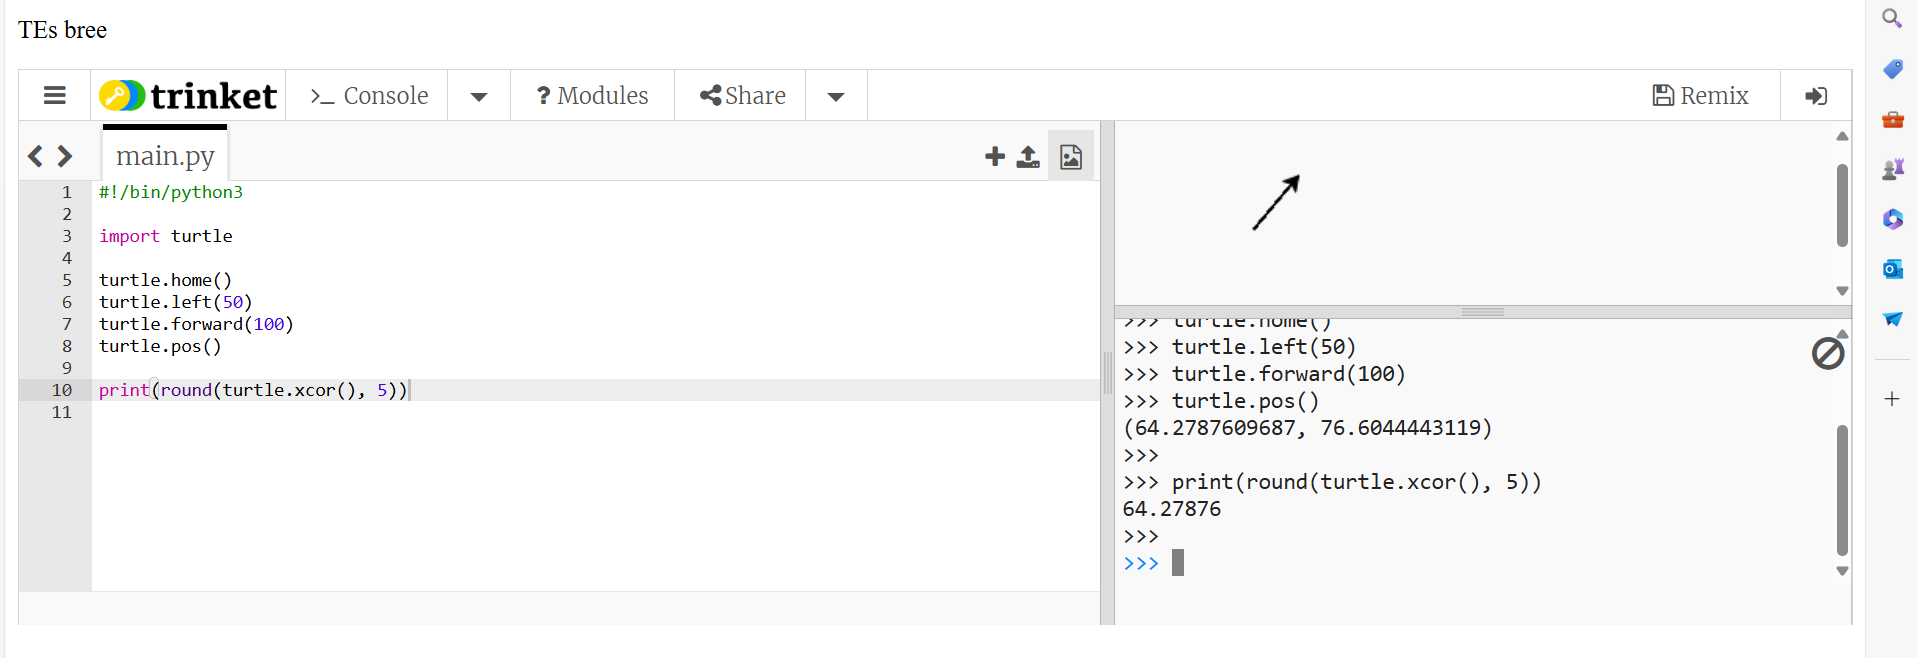 TEs bree
trinket
>_ Console
? Modules
Share
Remix
main.py
1 #!/bin/python3
2
3 import turtle
4
5 turtle.home()
6 turtle.left(50)
7 turtle.forward(100)
8 turtle.pos()
9
10 print(round(turtle.xcor(), 5))
11
>>> turtle.home()
>>> turtle.left(50)
>>> turtle.forward(100)
>>> turtle.pos()
(64.2787609687, 76.6044443119)
>>>
>>> print(round(turtle.xcor(), 5))
64.27876
>>>
>>>